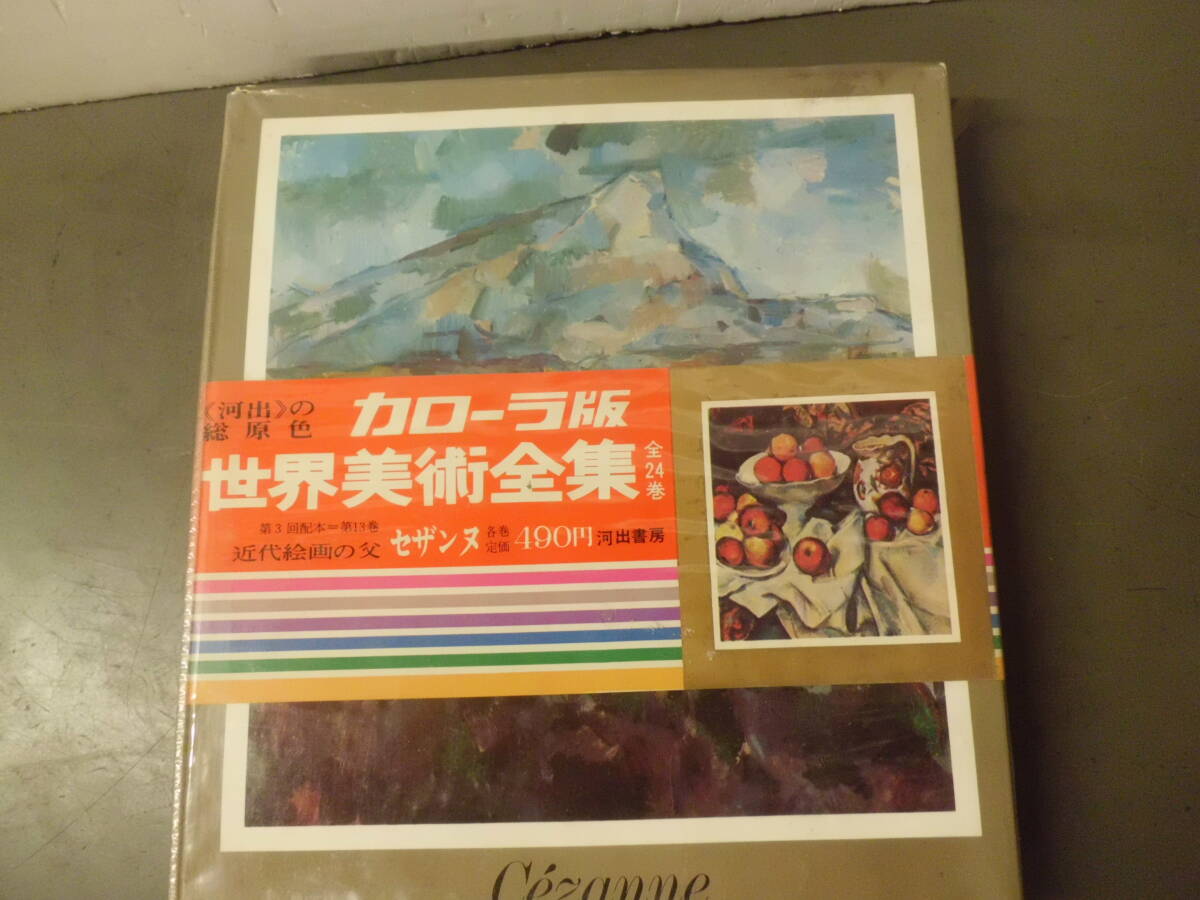 《河出》の
総原色
カローラ版
世界美術全集
全24巻
第3回配本=第13巻
近代絵画の父
セザンヌ
各巻
定価
490円
河出書房
Cézanne